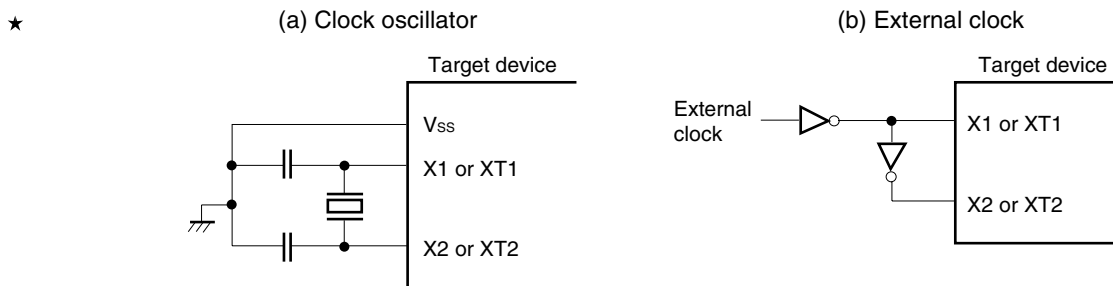 ★
(a) Clock oscillator
Target device
VSS
X1 or XT1
X2 or XT2
(b) External clock
Target device
External
clock
X1 or XT1
X2 or XT2